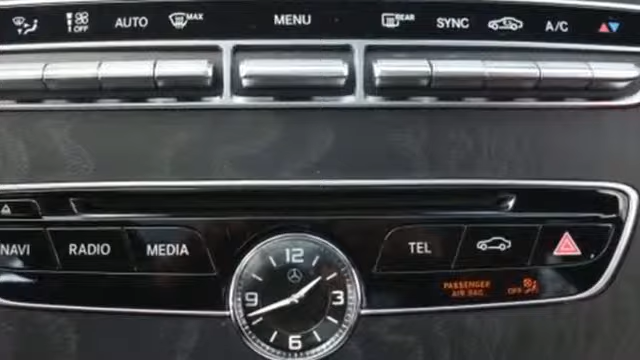 OFF
AUTO
MAX
MENU
REAR
SYNC
A/C
NAVI
RADIO
MEDIA
TEL
PASSENGER
AIR BAG
OFF
12
9
3
6